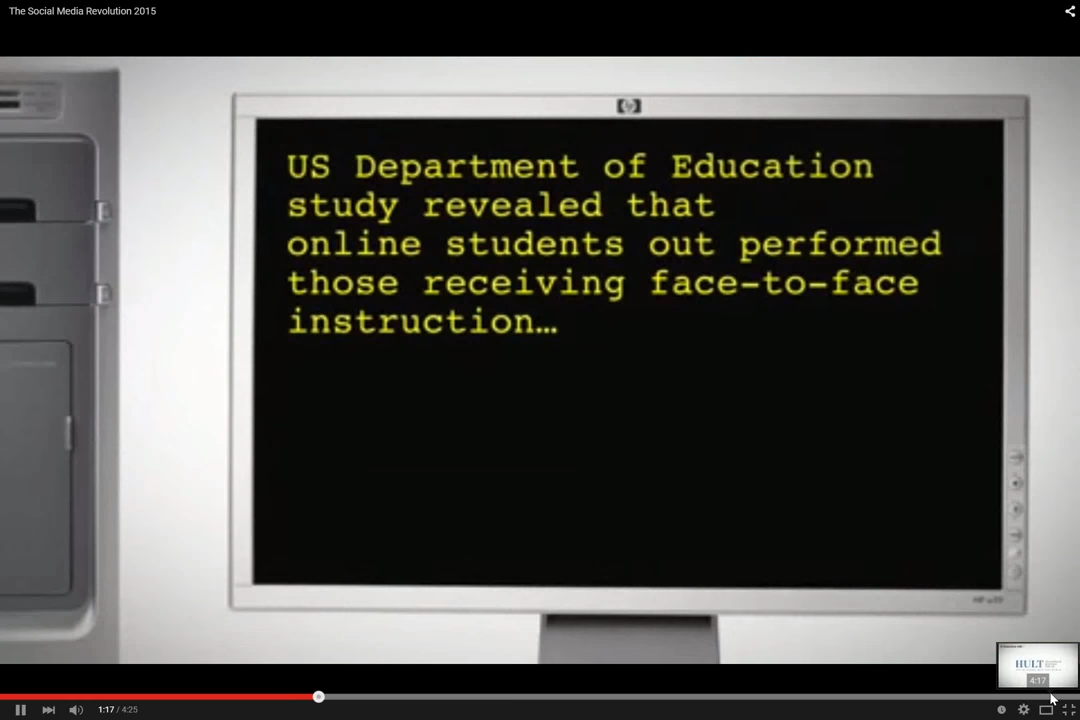 The Social Media Revolution 2015
hp
US Department of Education
study revealed that
online students out performed
those receiving face-to-face
instruction…
HULT
4:17
1:17 / 4:25